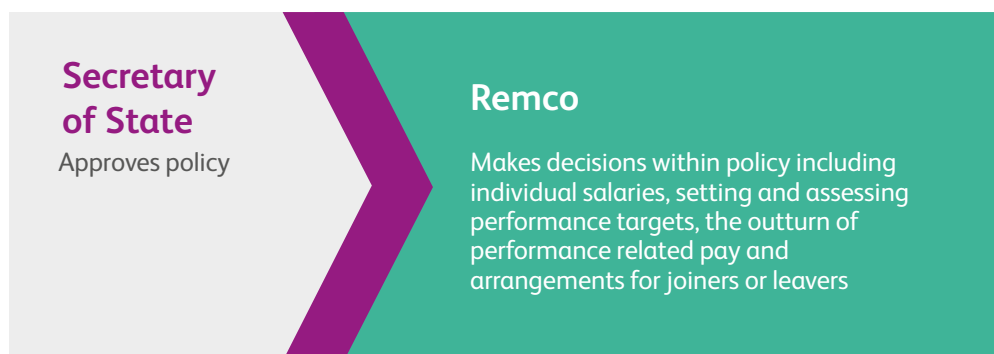 Secretary
of State
Approves policy
Remco
Makes decisions within policy including
individual salaries, setting and assessing
performance targets, the outturn of
performance related pay and
arrangements for joiners or leavers